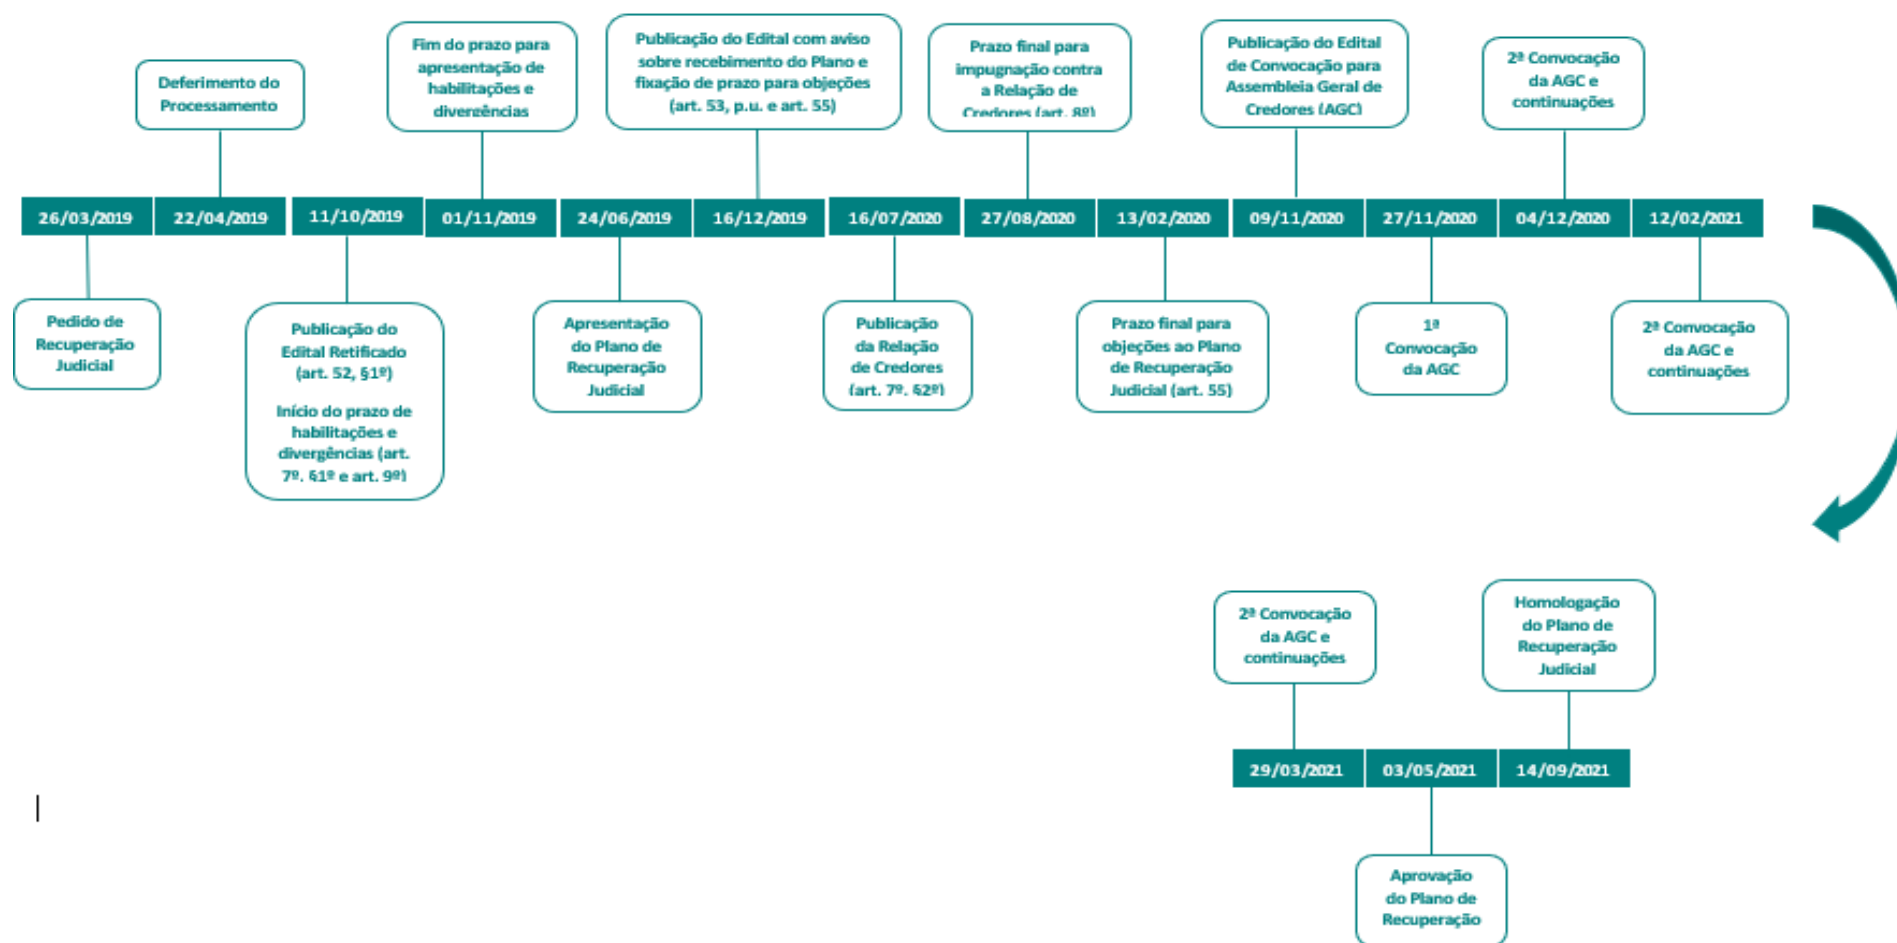 Deferimento do
Processamento
Fim do prazo para
apresentação de
habilitações e
divergências
Publicação do Edital com aviso
sobre recebimento do Plano e
fixação de prazo para objeções
(art. 53, p.u. e art. 55)
Prazo final para
impugnação contra
a Relação de
Credores (art. 8º)
Publicação do Edital
de Convocação para
Assembleia Geral de
Credores (AGC)
2ª Convocação
da AGC e
continuações
26/03/2019
22/04/2019
11/10/2019
01/11/2019
24/06/2019
16/12/2019
16/07/2020
27/08/2020
13/02/2020
09/11/2020
27/11/2020
04/12/2020
12/02/2021
Pedido de
Recuperação
Judicial
Publicação do
Edital Retificado
(art. 52, §1º)
Início do prazo de
habilitações e
divergências (art.
7º, §1º e art. 9º)
Apresentação
do Plano de
Recuperação
Judicial
Publicação
da Relação
de Credores
(art. 7º, §2º)
Prazo final para
objeções ao Plano
de Recuperação
Judicial (art. 55)
1ª
Convocação
da AGC
2ª Convocação
da AGC e
continuações
2ª Convocação
da AGC e
continuações
Homologação
do Plano de
Recuperação
Judicial
29/03/2021
03/05/2021
14/09/2021
Aprovação
do Plano de
Recuperação